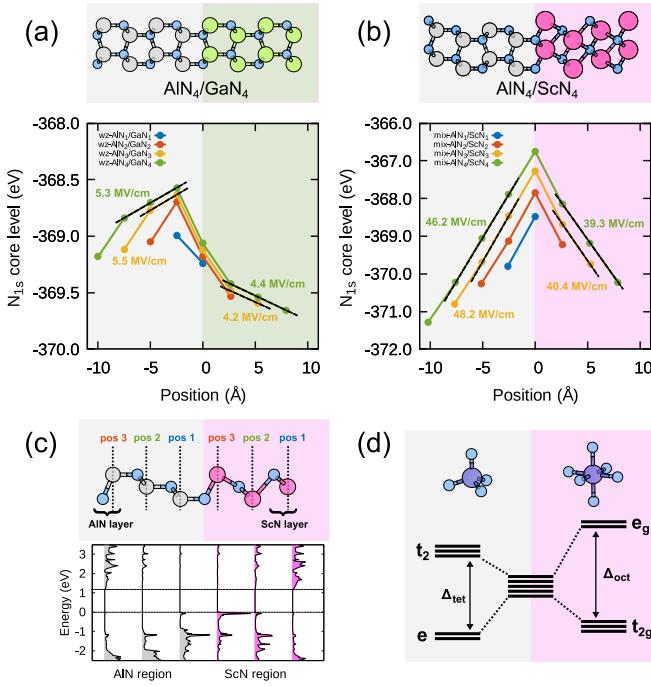 (a)
AlN4/GaN4
N1s core level (eV)
-368.0
-368.5
-369.0
-369.5
-370.0
wz-AlN1/GaN1
wz-AlN2/GaN2
wz-AlN3/GaN3
wz-AlN4/GaN4
5.3 MV/cm
5.5 MV/cm
4.4 MV/cm
4.2 MV/cm
-10 -5 0 5 10
Position (Å)
(b)
AlN4/ScN4
N1s core level (eV)
-366.0
-367.0
-368.0
-369.0
-370.0
-371.0
-372.0
mix-AlN1/ScN1
mix-AlN2/ScN2
mix-AlN3/ScN3
mix-AlN4/ScN4
46.2 MV/cm
39.3 MV/cm
48.2 MV/cm
40.4 MV/cm
-10 -5 0 5 10
Position (Å)
(c)
pos 3 pos 2 pos 1 pos 3 pos 2 pos 1
AlN layer ScN layer
Energy (eV)
3
2
1
0
-1
-2
AlN region ScN region
(d)
t2
Δtet
e
eg
Δoct
t2g